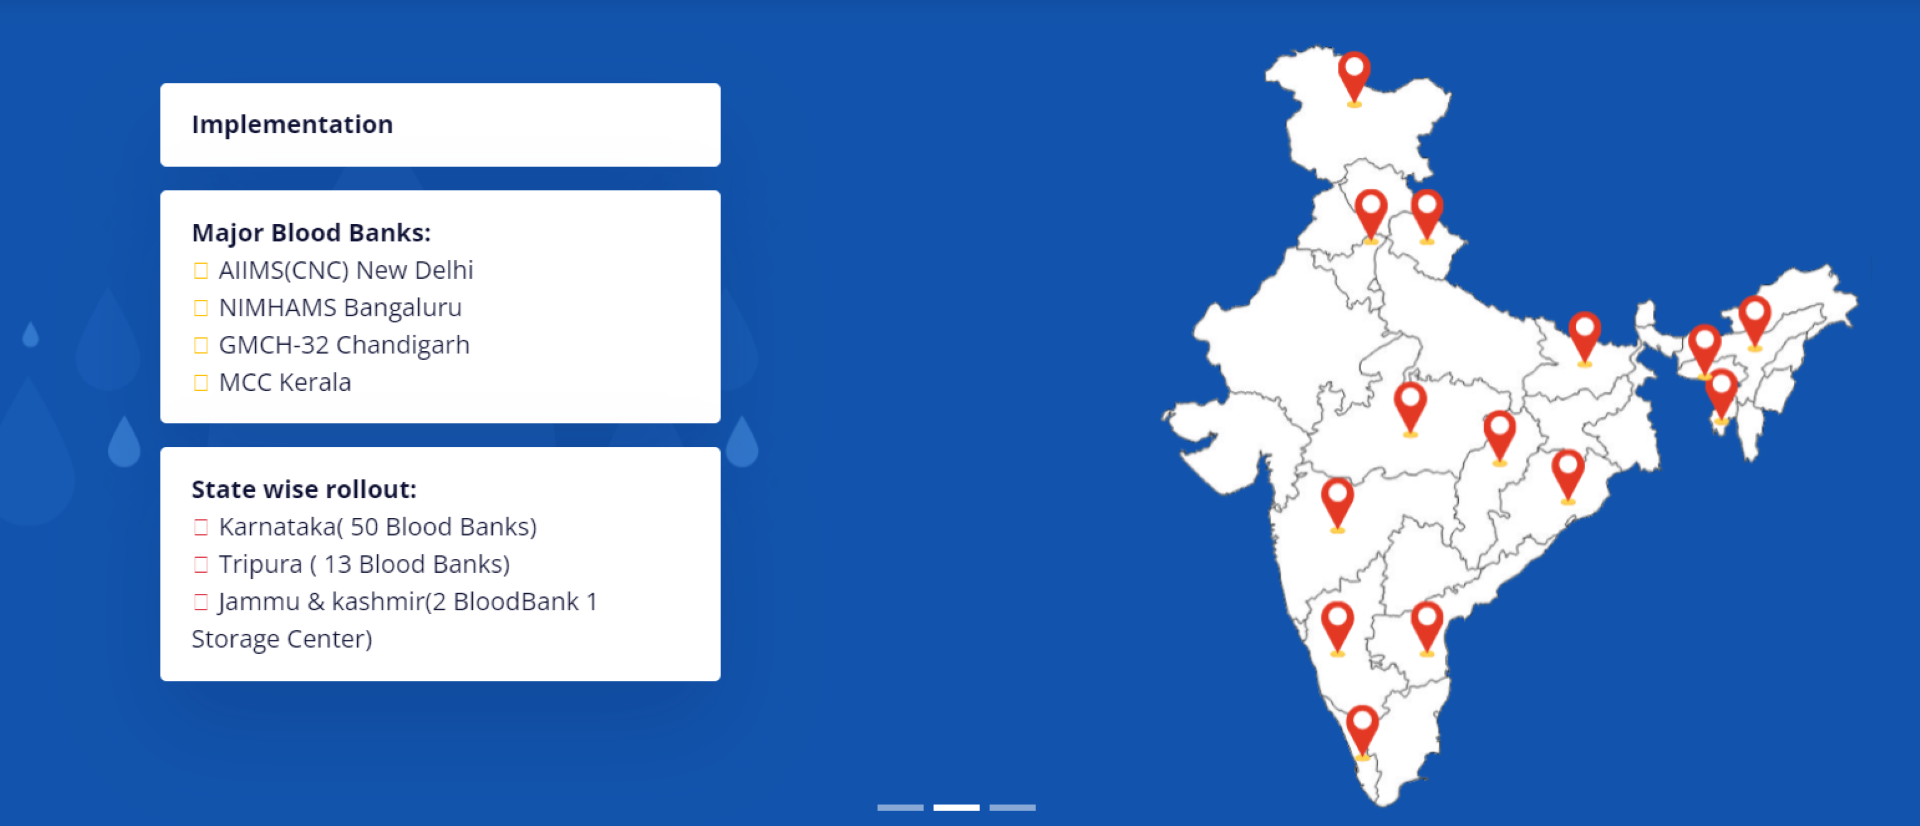 Implementation
Major Blood Banks:
AIIMS(CNC) New Delhi
NIMHAMS Bangaluru
GMCH-32 Chandigarh
MCC Kerala
State wise rollout:
Karnataka( 50 Blood Banks)
Tripura ( 13 Blood Banks)
Jammu & kashmir(2 BloodBank 1
Storage Center)